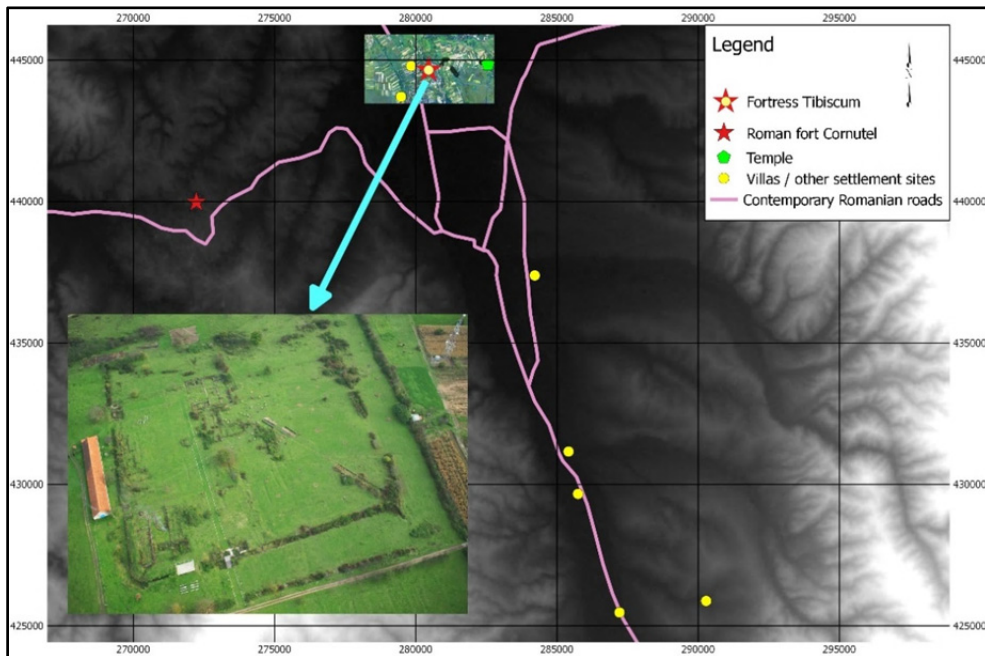 270000 275000 280000 285000 290000 295000
445000 445000
440000 440000
435000 435000
430000 430000
425000 425000
Legend
Fortress Tibiscum
Roman fort Cornutel
Temple
Villas / other settlement sites
Contemporary Romanian roads
270000 275000 280000 285000 290000 295000